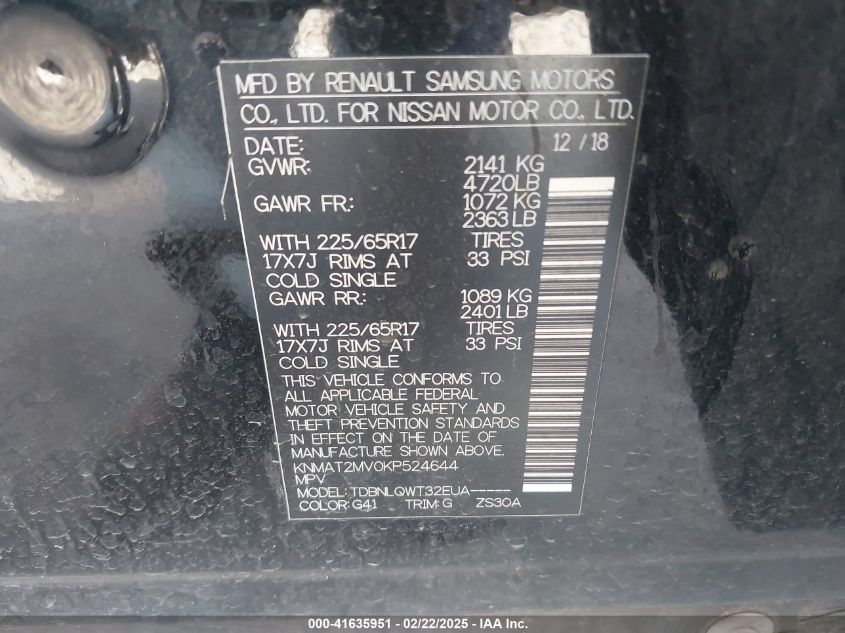 MFD BY RENAULT SAMSUNG MOTORS
CO., LTD. FOR NISSAN MOTOR CO., LTD.
DATE: 12 / 18
GVWR: 2141 KG
4720LB
GAWR FR.: 1072 KG
2363 LB
WITH 225/65R17 TIRES
17X7J RIMS AT 33 PSI
COLD SINGLE
GAWR RR.: 1089 KG
2401 LB
WITH 225/65R17 TIRES
17X7J RIMS AT 33 PSI
COLD SINGLE
THIS VEHICLE CONFORMS TO
ALL APPLICABLE FEDERAL
MOTOR VEHICLE SAFETY AND
THEFT PREVENTION STANDARDS
IN EFFECT ON THE DATE OF
MANUFACTURE SHOWN ABOVE.
KNMAT2MV0KP524644
MPV
MODEL: TDBNLQWT32EUA-----
COLOR: G41 TRIM: G ZS30A
000-41635951 / 02/22/2025 - IAA Inc.